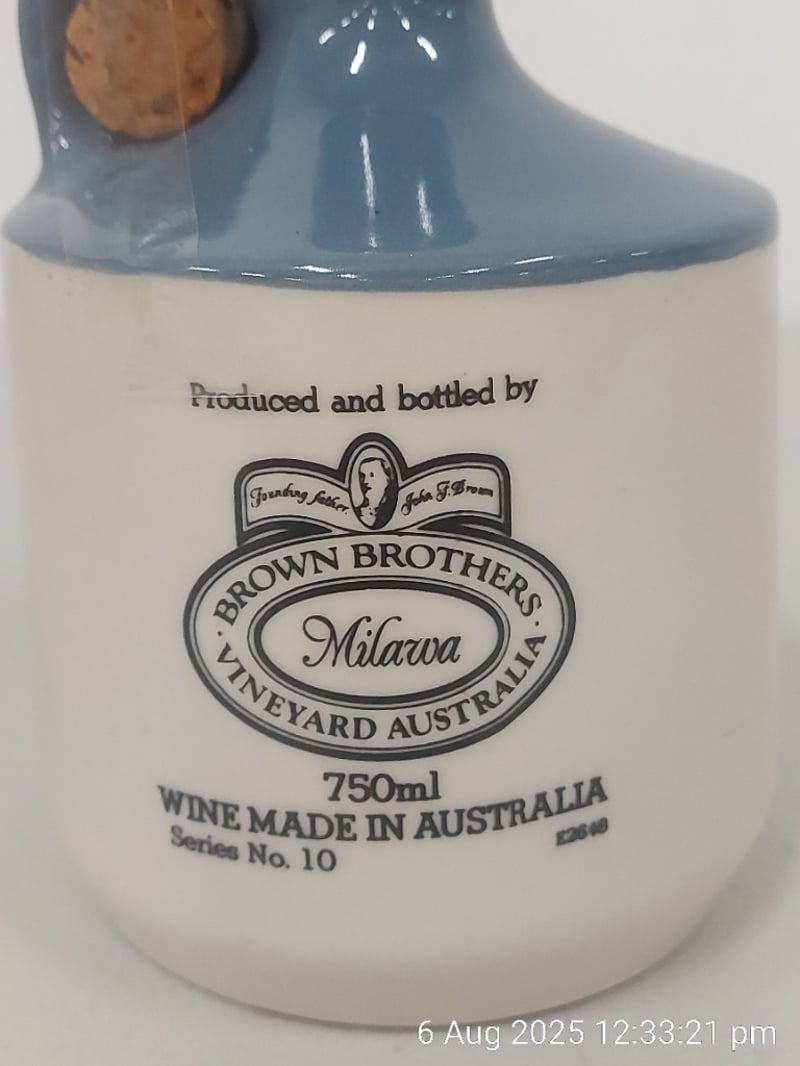 Produced and bottled by
Founding father John F. Brown
BROWN BROTHERS
Milawa
VINEYARD AUSTRALIA
750ml
WINE MADE IN AUSTRALIA
Series No. 10
E2648
6 Aug 2025 12:33:21 pm